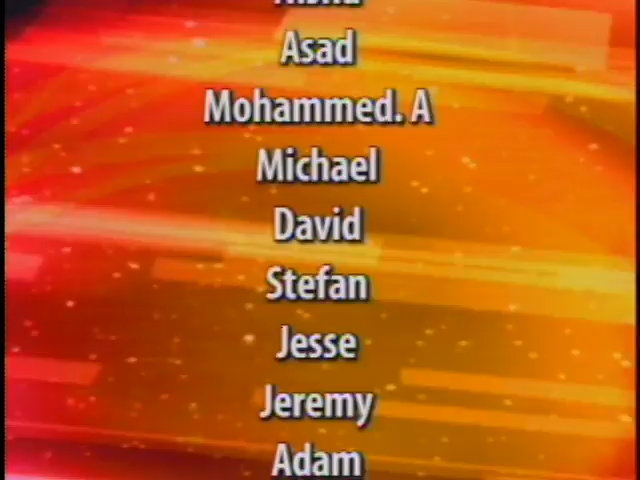 Asad
Mohammed. A
Michael
David
Stefan
Jesse
Jeremy
Adam